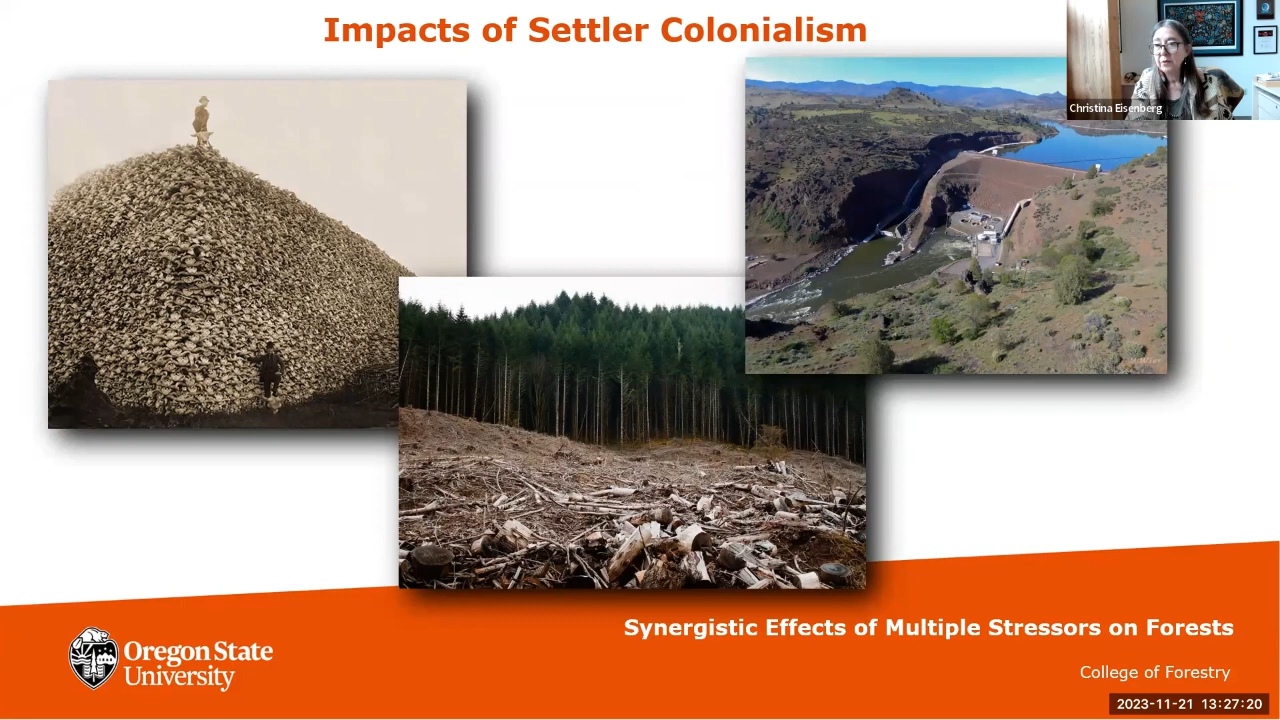 Impacts of Settler Colonialism
Christina Eisenberg
Synergistic Effects of Multiple Stressors on Forests
Oregon State
University
College of Forestry
2023-11-21 13:27:20